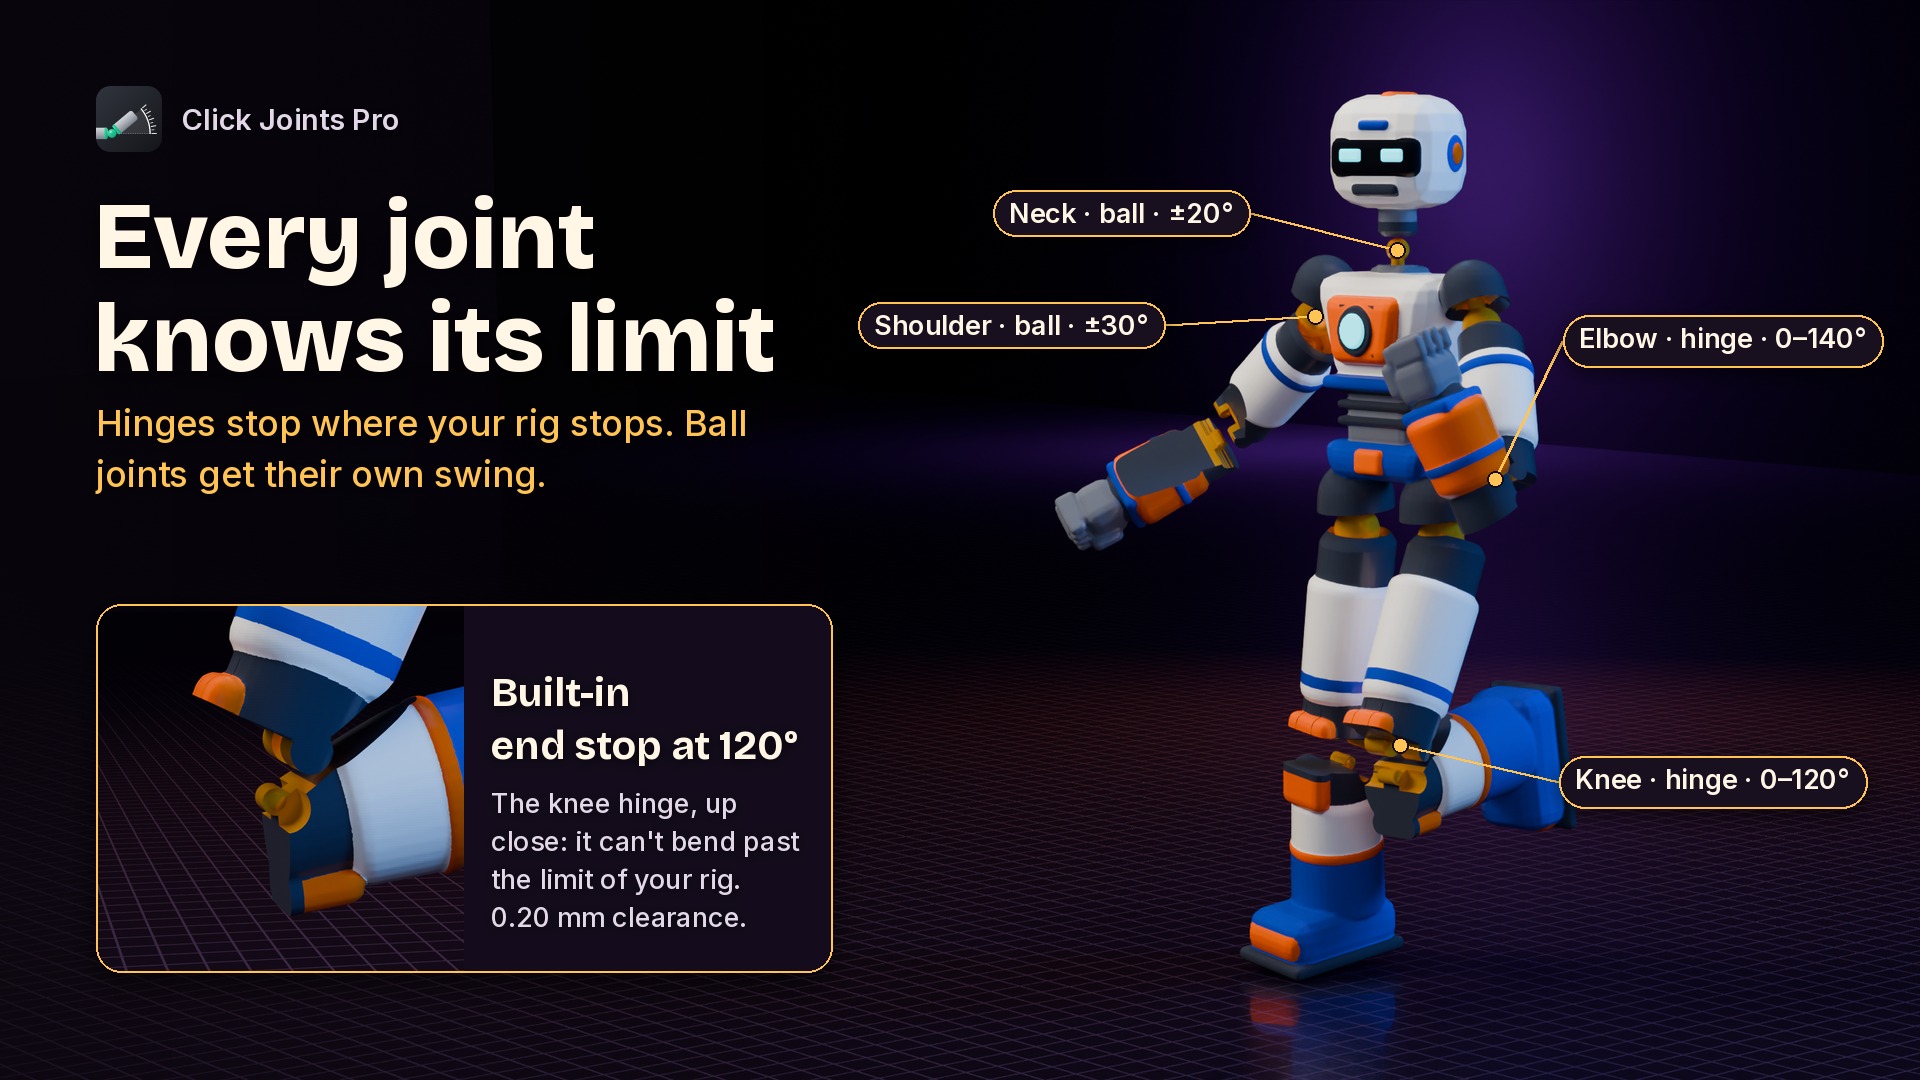 Click Joints Pro
Every joint
knows its limit
Hinges stop where your rig stops. Ball
joints get their own swing.
Neck · ball · ±20°
Shoulder · ball · ±30°
Elbow · hinge · 0–140°
Knee · hinge · 0–120°
Built-in
end stop at 120°
The knee hinge, up
close: it can't bend past
the limit of your rig.
0.20 mm clearance.